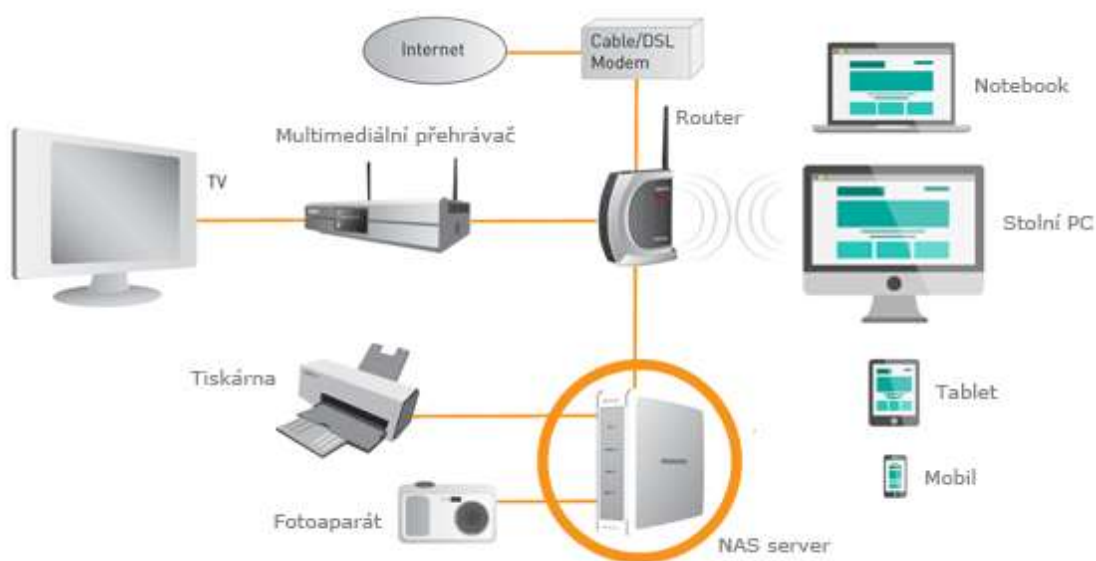 Internet
Cable/DSL
Modem
Notebook
Router
Multimediální přehrávač
TV
Stolní PC
Tiskárna
Tablet
Mobil
Fotoaparát
NAS server